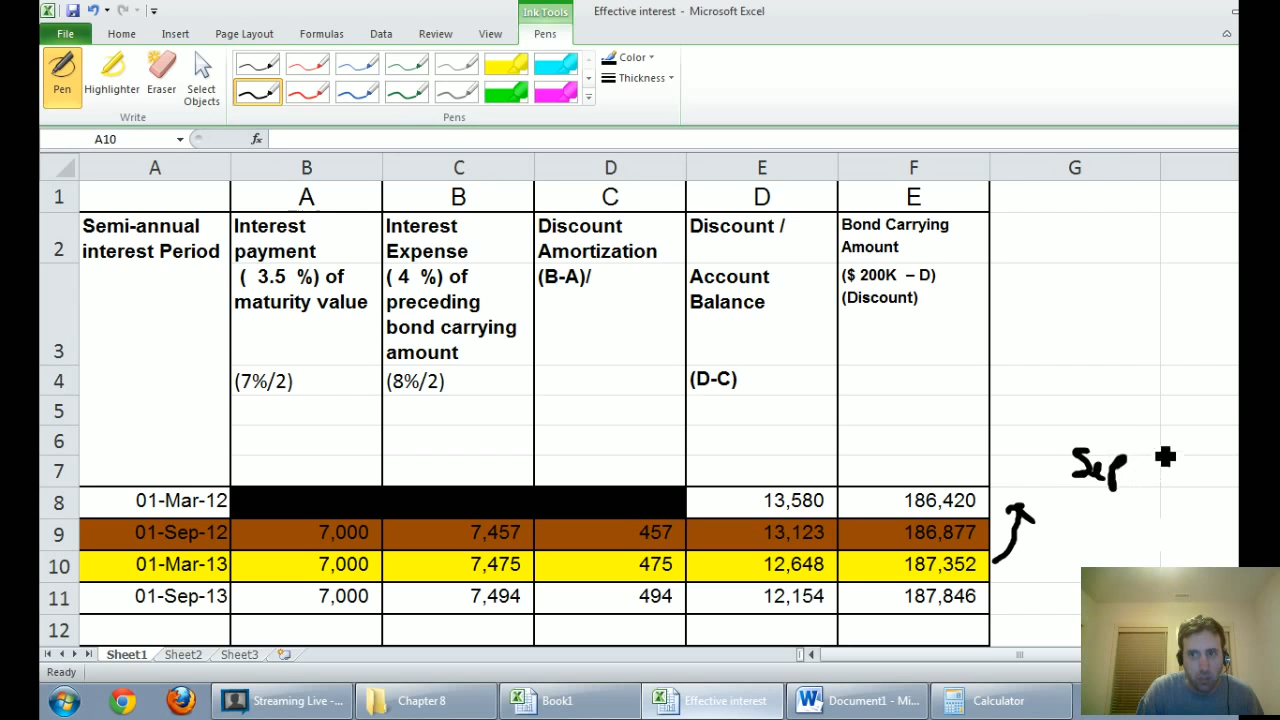 Ink Tools
Effective interest - Microsoft Excel
File Home Insert Page Layout Formulas Data Review View Pens
Pen Highlighter Eraser Select Objects
Color
Thickness
Write Pens
A10 fx
A B C D E F G
1 A B C D E
2 Semi-annual interest Period Interest payment Interest Expense Discount Amortization Discount / Bond Carrying Amount
3 ( 3.5 %) of maturity value ( 4 %) of preceding bond carrying amount (B-A)/ Account Balance ($ 200K – D) (Discount)
4 (7%/2) (8%/2) (D-C)
5
6
7 Sep
8 01-Mar-12 13,580 186,420
9 01-Sep-12 7,000 7,457 457 13,123 186,877
10 01-Mar-13 7,000 7,475 475 12,648 187,352
11 01-Sep-13 7,000 7,494 494 12,154 187,846
12
Sheet1 Sheet2 Sheet3
Ready
Streaming Live -... Chapter 8 Book1 Effective interest Document1 - Mi... Calculator